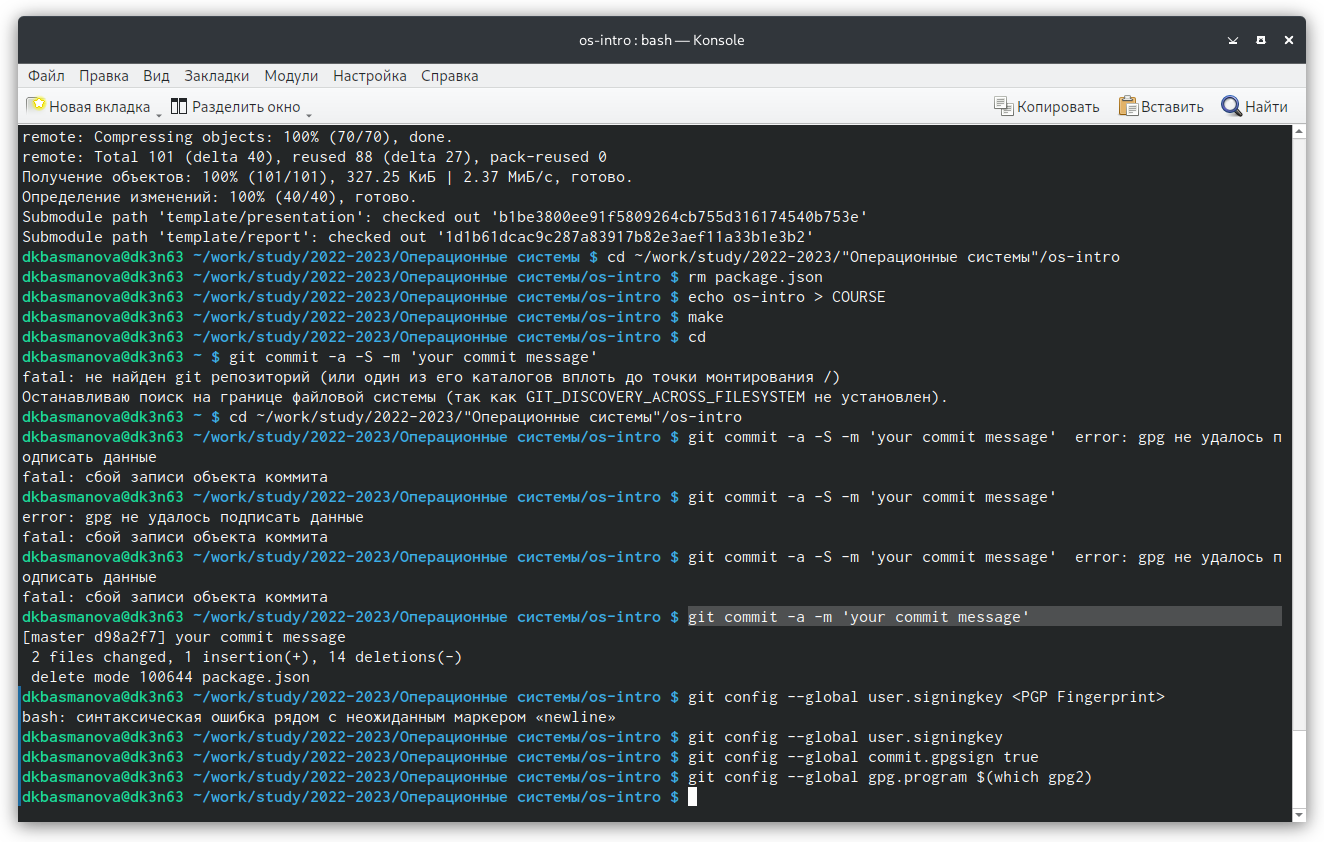 os-intro : bash — Konsole
Файл Правка Вид Закладки Модули Настройка Справка
Новая вкладка Разделить окно Копировать Вставить Найти
remote: Compressing objects: 100% (70/70), done.
remote: Total 101 (delta 40), reused 88 (delta 27), pack-reused 0
Получение объектов: 100% (101/101), 327.25 КиБ | 2.37 МиБ/с, готово.
Определение изменений: 100% (40/40), готово.
Submodule path 'template/presentation': checked out 'b1be3800ee91f5809264cb755d316174540b753e'
Submodule path 'template/report': checked out '1d1b61dcac9c287a83917b82e3aef11a33b1e3b2'
dkbasmanova@dk3n63 ~/work/study/2022-2023/Операционные системы $ cd ~/work/study/2022-2023/"Операционные системы"/os-intro
dkbasmanova@dk3n63 ~/work/study/2022-2023/Операционные системы/os-intro $ rm package.json
dkbasmanova@dk3n63 ~/work/study/2022-2023/Операционные системы/os-intro $ echo os-intro > COURSE
dkbasmanova@dk3n63 ~/work/study/2022-2023/Операционные системы/os-intro $ make
dkbasmanova@dk3n63 ~/work/study/2022-2023/Операционные системы/os-intro $ cd
dkbasmanova@dk3n63 ~ $ git commit -a -S -m 'your commit message'
fatal: не найден git репозиторий (или один из его каталогов вплоть до точки монтирования /)
Останавливаю поиск на границе файловой системы (так как GIT_DISCOVERY_ACROSS_FILESYSTEM не установлен).
dkbasmanova@dk3n63 ~ $ cd ~/work/study/2022-2023/"Операционные системы"/os-intro
dkbasmanova@dk3n63 ~/work/study/2022-2023/Операционные системы/os-intro $ git commit -a -S -m 'your commit message'  error: gpg не удалось п
одписать данные
fatal: сбой записи объекта коммита
dkbasmanova@dk3n63 ~/work/study/2022-2023/Операционные системы/os-intro $ git commit -a -S -m 'your commit message'
error: gpg не удалось подписать данные
fatal: сбой записи объекта коммита
dkbasmanova@dk3n63 ~/work/study/2022-2023/Операционные системы/os-intro $ git commit -a -S -m 'your commit message'  error: gpg не удалось п
одписать данные
fatal: сбой записи объекта коммита
dkbasmanova@dk3n63 ~/work/study/2022-2023/Операционные системы/os-intro $ git commit -a -m 'your commit message'
[master d98a2f7] your commit message
 2 files changed, 1 insertion(+), 14 deletions(-)
 delete mode 100644 package.json
dkbasmanova@dk3n63 ~/work/study/2022-2023/Операционные системы/os-intro $ git config --global user.signingkey <PGP Fingerprint>
bash: синтаксическая ошибка рядом с неожиданным маркером «newline»
dkbasmanova@dk3n63 ~/work/study/2022-2023/Операционные системы/os-intro $ git config --global user.signingkey
dkbasmanova@dk3n63 ~/work/study/2022-2023/Операционные системы/os-intro $ git config --global commit.gpgsign true
dkbasmanova@dk3n63 ~/work/study/2022-2023/Операционные системы/os-intro $ git config --global gpg.program $(which gpg2)
dkbasmanova@dk3n63 ~/work/study/2022-2023/Операционные системы/os-intro $